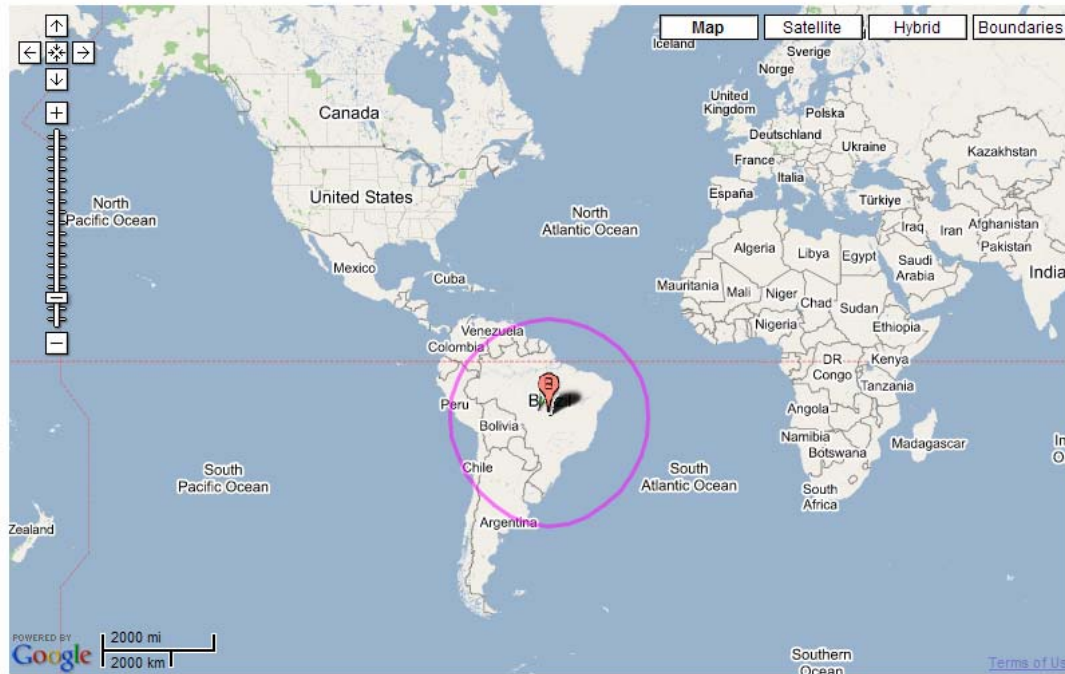 Map
Satellite
Hybrid
Boundaries
Iceland
Sverige
Norge
United
Kingdom
Polska
Deutschland
Ukraine
France
Kazakhstan
Italia
España
Türkiye
Canada
United States
North
Pacific Ocean
North
Atlantic Ocean
Mexico
Cuba
Algeria
Libya
Egypt
Iraq
Iran
Afghanistan
Pakistan
Saudi
Arabia
India
Mauritania
Mali
Niger
Chad
Sudan
Nigeria
Ethiopia
Venezuela
Colombia
DR
Congo
Kenya
Tanzania
Peru
Bolivia
Angola
Namibia
Botswana
Madagascar
Chile
South
Pacific Ocean
South
Atlantic Ocean
South
Africa
Argentina
Zealand
POWERED BY
Google
2000 mi
2000 km
Southern
Ocean
Terms of Us